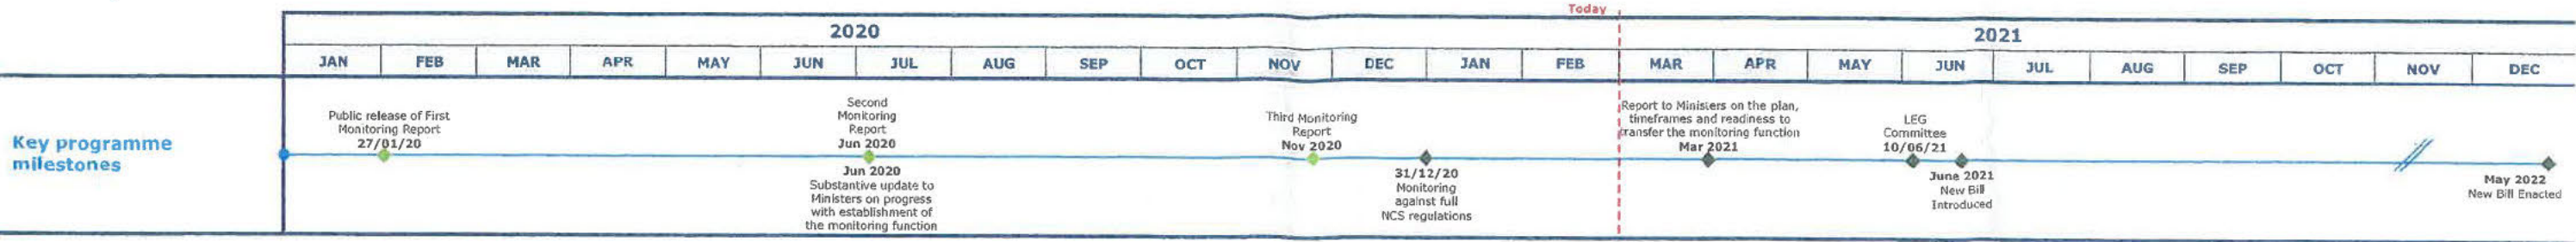 Today
2020
2021
JAN FEB MAR APR MAY JUN JUL AUG SEP OCT NOV DEC JAN FEB MAR APR MAY JUN JUL AUG SEP OCT NOV DEC
Key programme
milestones
Public release of First
Monitoring Report
27/01/20
Second
Monitoring
Report
Jun 2020
Jun 2020
Substantive update to
Ministers on progress
with establishment of
the monitoring function
Third Monitoring
Report
Nov 2020
31/12/20
Monitoring
against full
NCS regulations
Report to Ministers on the plan,
timeframes and readiness to
transfer the monitoring function
Mar 2021
LEG
Committee
10/06/21
June 2021
New Bill
Introduced
May 2022
New Bill Enacted